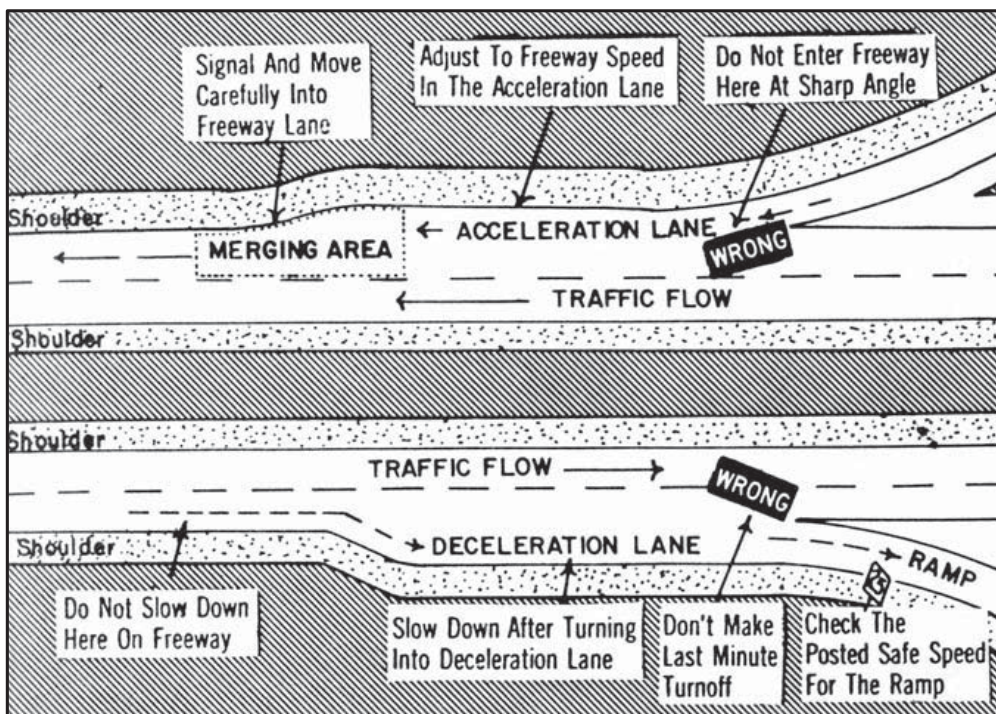 Signal And Move
Carefully Into
Freeway Lane
Adjust To Freeway Speed
In The Acceleration Lane
Do Not Enter Freeway
Here At Sharp Angle
Shoulder
MERGING AREA
ACCELERATION LANE
WRONG
TRAFFIC FLOW
Shoulder
Shoulder
TRAFFIC FLOW
WRONG
Shoulder
DECELERATION LANE
RAMP
Do Not Slow Down
Here On Freeway
Slow Down After Turning
Into Deceleration Lane
Don't Make
Last Minute
Turnoff
Check The
Posted Safe Speed
For The Ramp